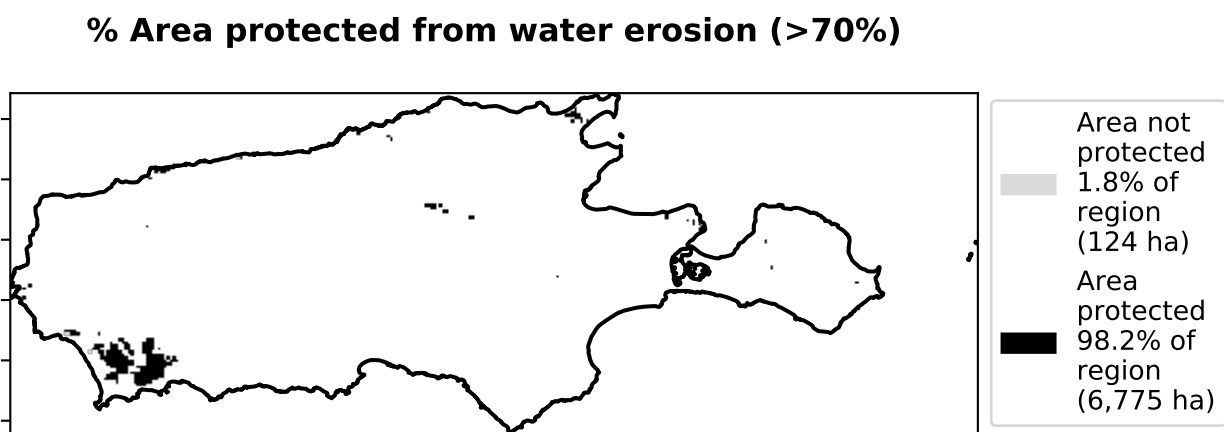 % Area protected from water erosion (>70%)
Area not
protected
1.8% of
region
(124 ha)
Area
protected
98.2% of
region
(6,775 ha)